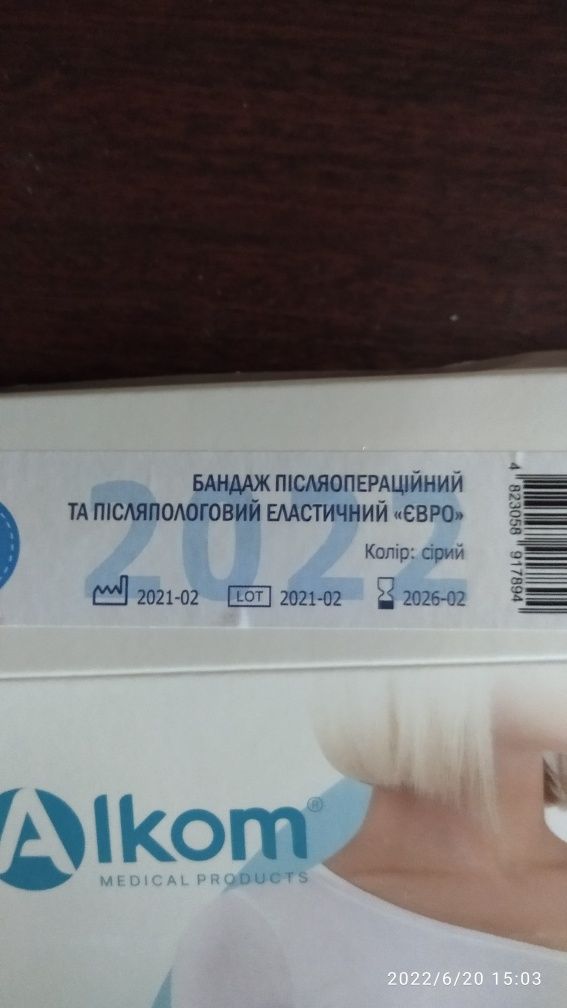 2022
БАНДАЖ ПІСЛЯОПЕРАЦІЙНИЙ
ТА ПІСЛЯПОЛОГОВИЙ ЕЛАСТИЧНИЙ «ЄВРО»
Колір: сірий
2021-02 LOT 2021-02 2026-02
4 823058 917894
Alkom®
MEDICAL PRODUCTS
2022/6/20 15:03